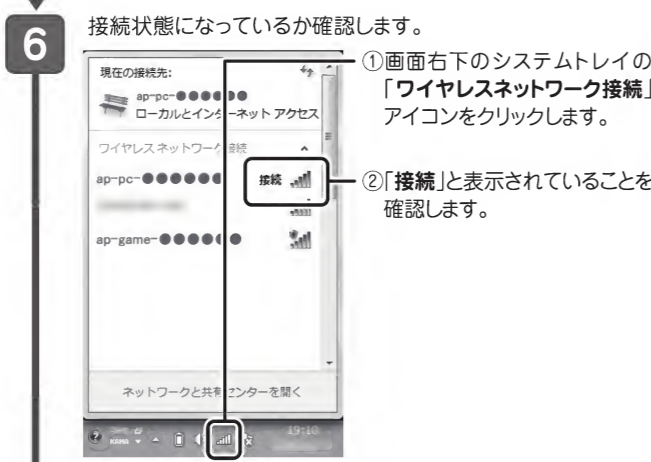 6
接続状態になっているか確認します。
現在の接続先:
ap-pc-●●●●●●
ローカルとインターネット アクセス
ワイヤレス ネットワーク接続
ap-pc-●●●●●●
接続
ap-game-●●●●●●
ネットワークと共有センターを開く
KANA
19:10
①画面右下のシステムトレイの
「ワイヤレスネットワーク接続」
アイコンをクリックします。
②「接続」と表示されていることを
確認します。